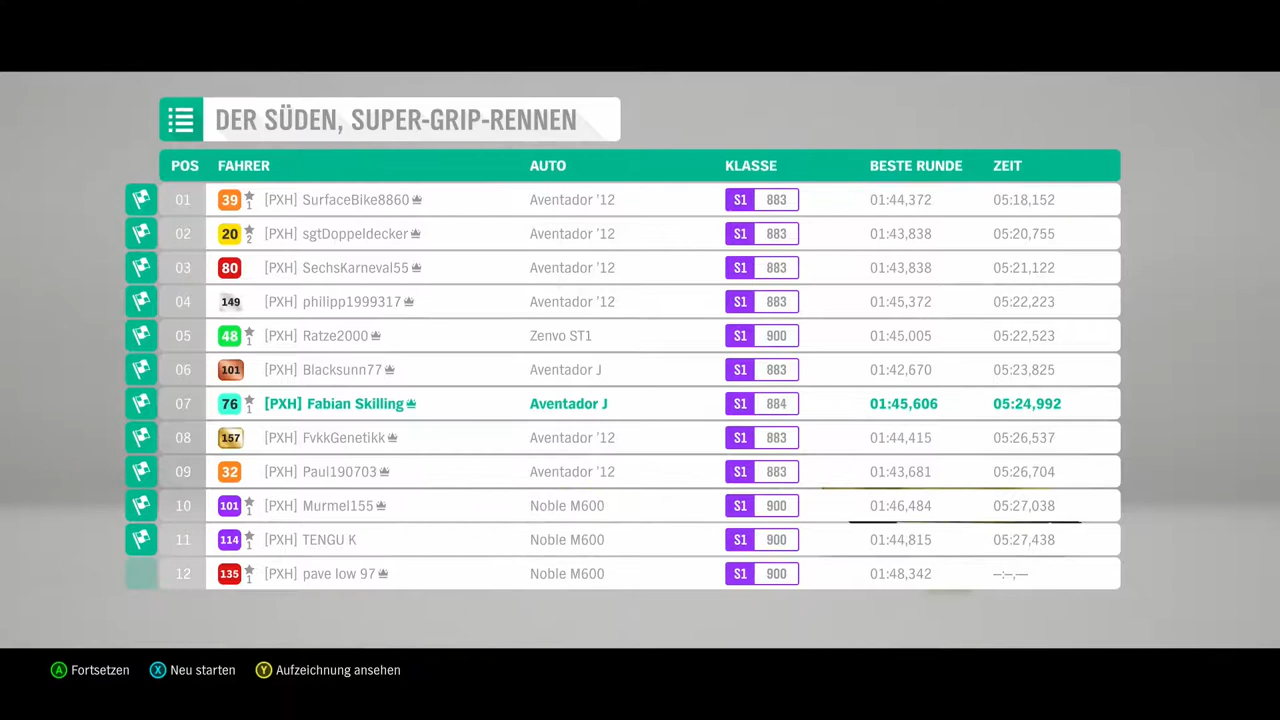 DER SÜDEN, SUPER-GRIP-RENNEN
POS FAHRER AUTO KLASSE BESTE RUNDE ZEIT
01 39 1 [PXH] SurfaceBike8860 Aventador '12 S1 883 01:44,372 05:18,152
02 20 2 [PXH] sgtDoppeldecker Aventador '12 S1 883 01:43,838 05:20,755
03 80 [PXH] SechsKarneval55 Aventador '12 S1 883 01:43,838 05:21,122
04 149 [PXH] philipp1999317 Aventador '12 S1 883 01:45,372 05:22,223
05 48 1 [PXH] Ratze2000 Zenvo ST1 S1 900 01:45.005 05:22,523
06 101 [PXH] Blacksunn77 Aventador J S1 883 01:42,670 05:23,825
07 76 1 [PXH] Fabian Skilling Aventador J S1 884 01:45,606 05:24,992
08 157 [PXH] FvkkGenetikk Aventador '12 S1 883 01:44,415 05:26,537
09 32 [PXH] Paul190703 Aventador '12 S1 883 01:43,681 05:26,704
10 101 1 [PXH] Murmel155 Noble M600 S1 900 01:46,484 05:27,038
11 114 1 [PXH] TENGU K Noble M600 S1 900 01:44,815 05:27,438
12 135 1 [PXH] pave low 97 Noble M600 S1 900 01:48,342 —:–,—
A Fortsetzen X Neu starten Y Aufzeichnung ansehen